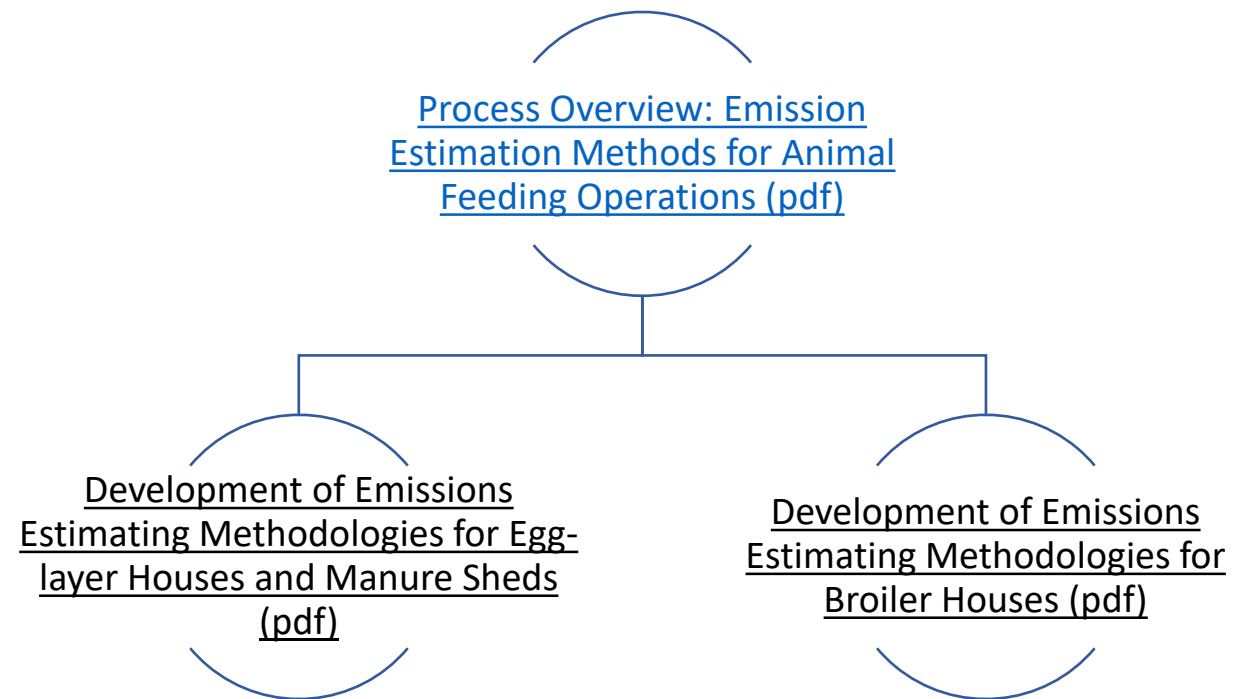 Process Overview: Emission
Estimation Methods for Animal
Feeding Operations (pdf)
Development of Emissions
Estimating Methodologies for Egg-
layer Houses and Manure Sheds
(pdf)
Development of Emissions
Estimating Methodologies for
Broiler Houses (pdf)